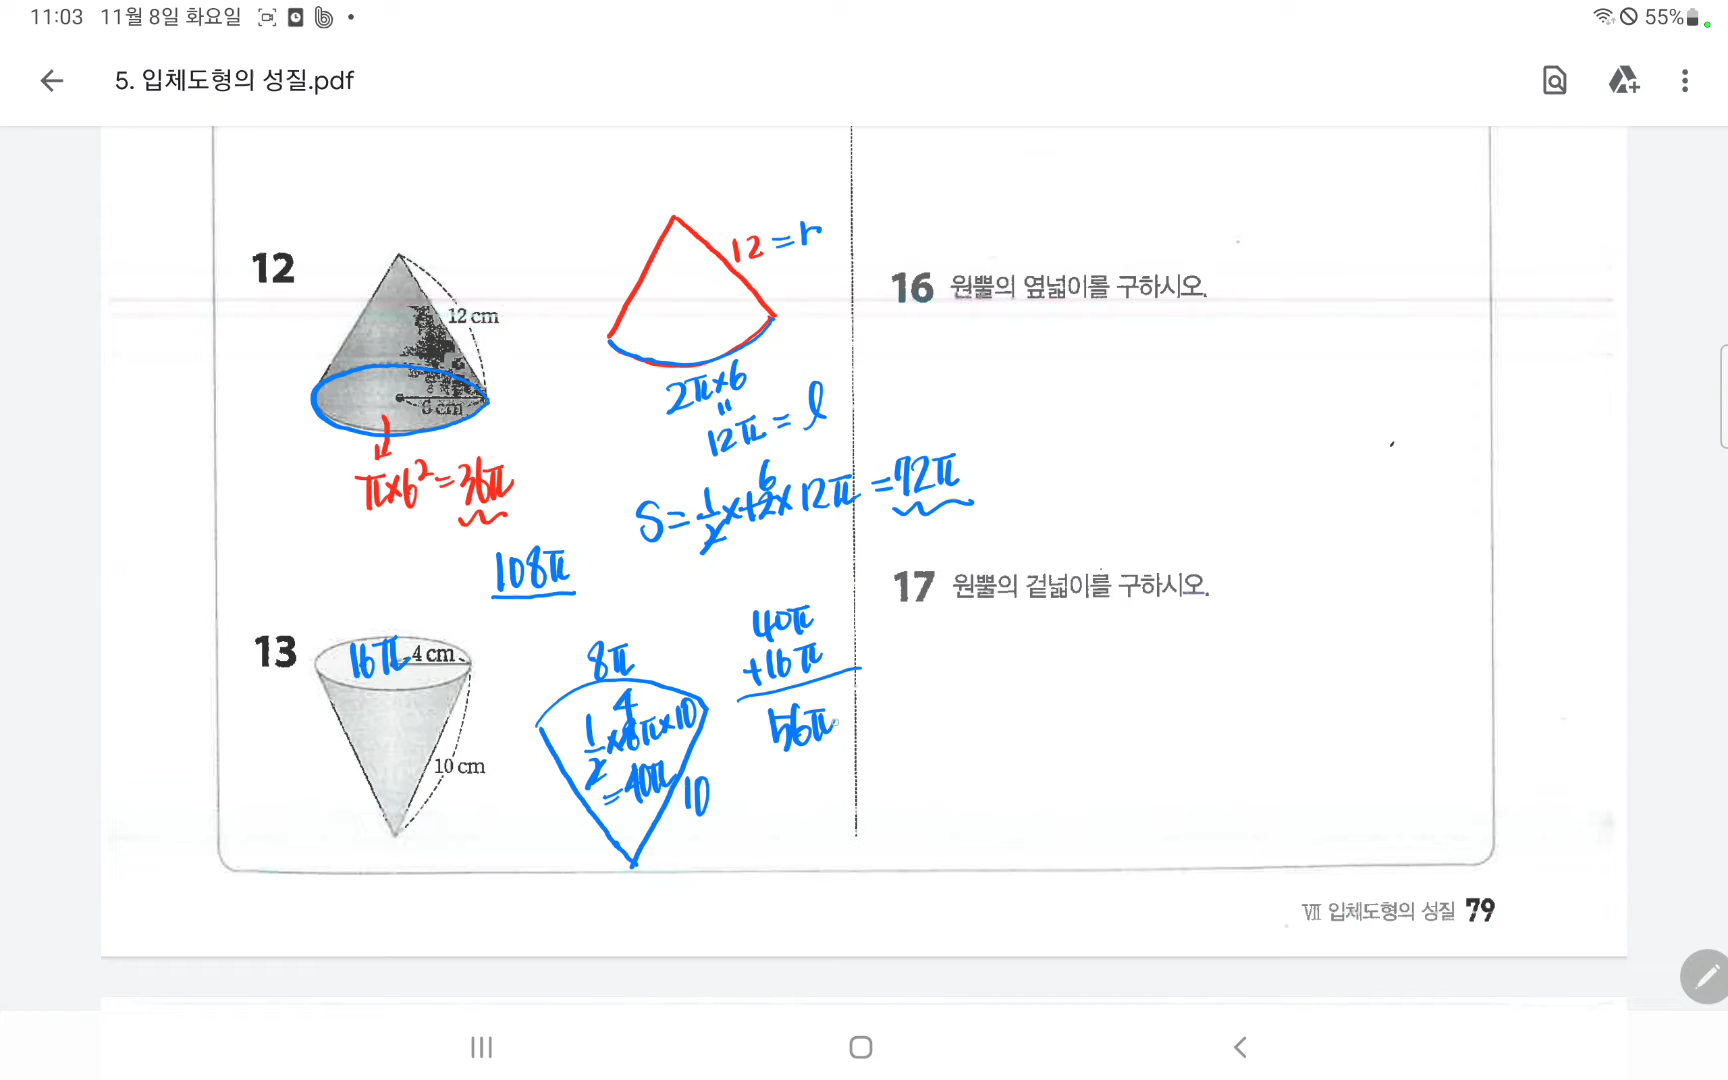 11:03 11월 8일 화요일
55%
5. 입체도형의 성질.pdf
12
12 cm
6 cm
π×6²=36π
12=r
2π×6
"
12π=l
6
S=1/2×12×12π=72π
108π
13
16π
4 cm
10 cm
8π
4
1/2×8π×10
=40π
10
40π
+16π
56π
16 원뿔의 옆넓이를 구하시오.
17 원뿔의 겉넓이를 구하시오.
Ⅶ 입체도형의 성질 79